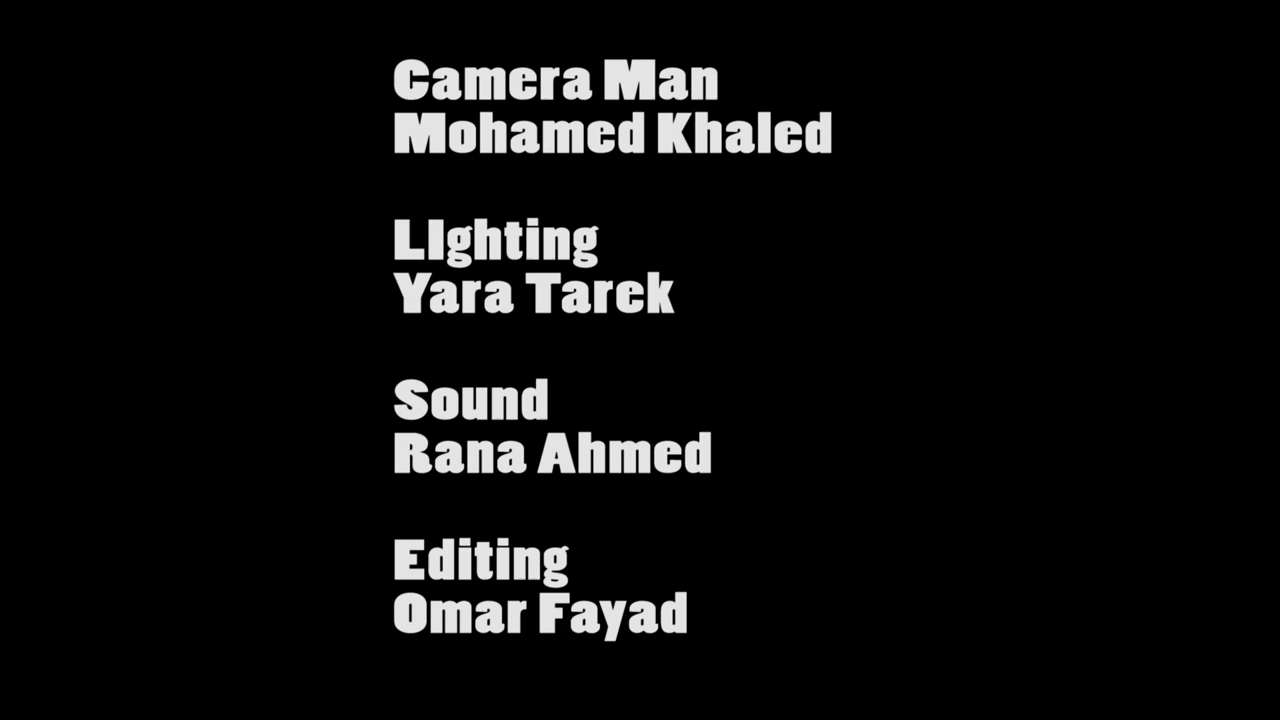 Camera Man
Mohamed Khaled
LIghting
Yara Tarek
Sound
Rana Ahmed
Editing
Omar Fayad